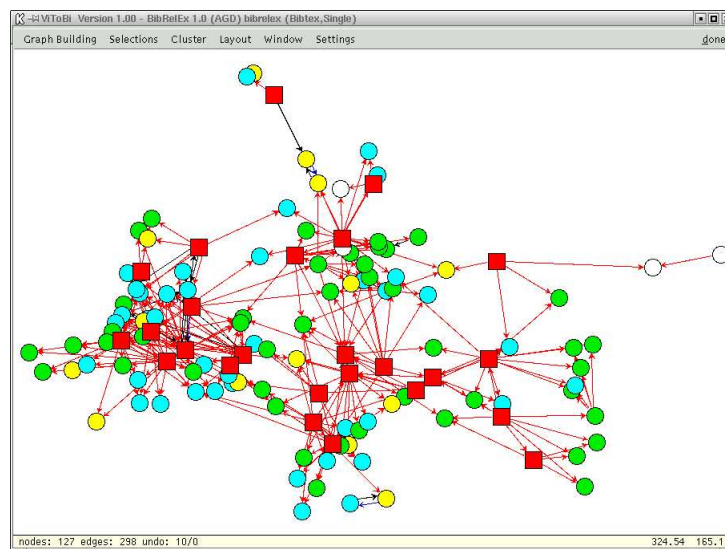 ViToBi Version 1.00 - BibRelEx 1.0 (AGD) bibrelex (Bibtex,Single)
Graph Building Selections Cluster Layout Window Settings done
nodes: 127 edges: 298 undo: 10/0 324.54 165.1